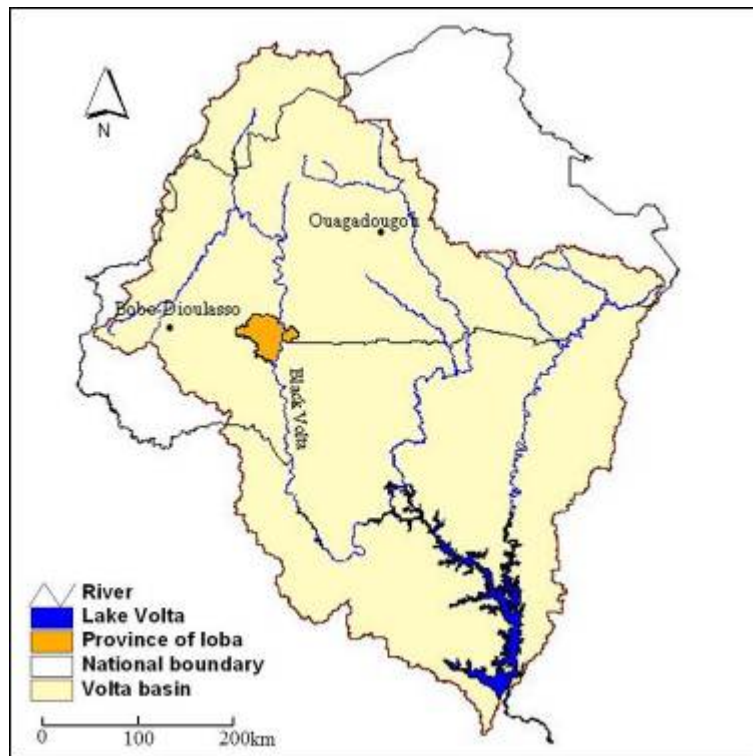 N
Ouagadougou
Bobo-Dioulasso
Black Volta
River
Lake Volta
Province of Ioba
National boundary
Volta basin
0 100 200km